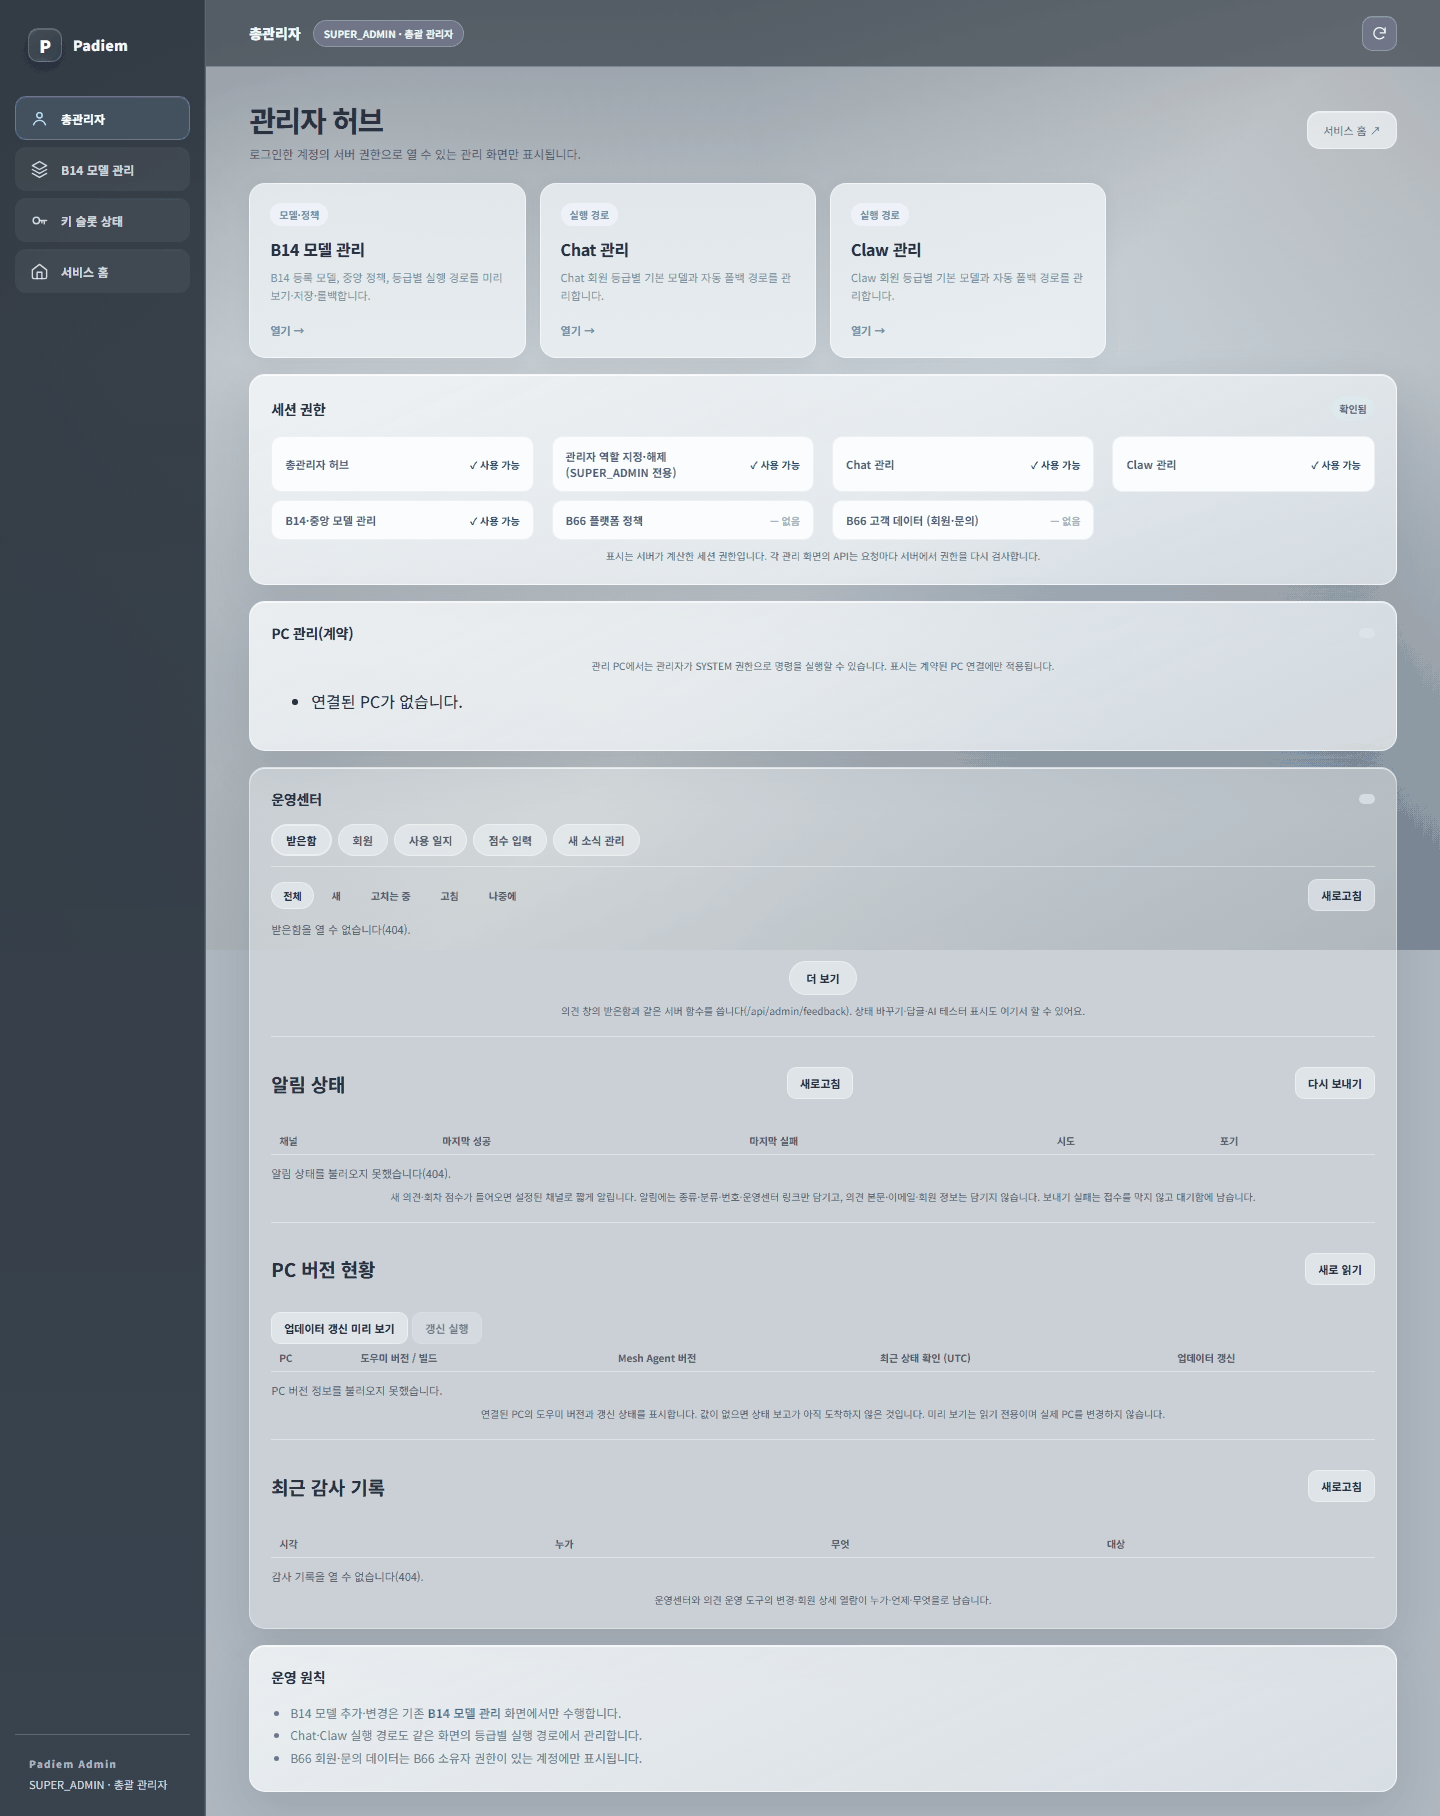 P Padiem
총관리자
B14 모델 관리
키 슬롯 상태
서비스 홈
총관리자 SUPER_ADMIN · 총괄 관리자
관리자 허브
로그인한 계정의 서버 권한으로 열 수 있는 관리 화면만 표시됩니다.
서비스 홈 ↗
모델·정책
B14 모델 관리
B14 등록 모델, 중앙 정책, 등급별 실행 경로를 미리
보기·저장·롤백합니다.
열기 →
실행 경로
Chat 관리
Chat 회원 등급별 기본 모델과 자동 폴백 경로를 관
리합니다.
열기 →
실행 경로
Claw 관리
Claw 회원 등급별 기본 모델과 자동 폴백 경로를 관
리합니다.
열기 →
세션 권한 확인됨
총관리자 허브 ✓ 사용 가능
관리자 역할 지정·해제
(SUPER_ADMIN 전용) ✓ 사용 가능
Chat 관리 ✓ 사용 가능
Claw 관리 ✓ 사용 가능
B14·중앙 모델 관리 ✓ 사용 가능
B66 플랫폼 정책 — 없음
B66 고객 데이터 (회원·문의) — 없음
표시는 서버가 계산한 세션 권한입니다. 각 관리 화면의 API는 요청마다 서버에서 권한을 다시 검사합니다.
PC 관리(계약)
관리 PC에서는 관리자가 SYSTEM 권한으로 명령을 실행할 수 있습니다. 표시는 계약된 PC 연결에만 적용됩니다.
• 연결된 PC가 없습니다.
운영센터
받은함 회원 사용 일지 점수 입력 새 소식 관리
전체 새 고치는 중 고침 나중에 새로고침
받은함을 열 수 없습니다(404).
더 보기
의견 창의 받은함과 같은 서버 함수를 씁니다(/api/admin/feedback). 상태 바꾸기·답글·AI 테스터 표시도 여기서 할 수 있어요.
알림 상태 새로고침 다시 보내기
채널 마지막 성공 마지막 실패 시도 포기
알림 상태를 불러오지 못했습니다(404).
새 의견·회차 점수가 들어오면 설정된 채널로 짧게 알립니다. 알림에는 종류·분류·번호·운영센터 링크만 담기고, 의견 본문·이메일·회원 정보는 담기지 않습니다. 보내기 실패는 접수를 막지 않고 대기함에 남습니다.
PC 버전 현황 새로 읽기
업데이터 갱신 미리 보기 갱신 실행
PC 도우미 버전 / 빌드 Mesh Agent 버전 최근 상태 확인 (UTC) 업데이터 갱신
PC 버전 정보를 불러오지 못했습니다.
연결된 PC의 도우미 버전과 갱신 상태를 표시합니다. 값이 없으면 상태 보고가 아직 도착하지 않은 것입니다. 미리 보기는 읽기 전용이며 실제 PC를 변경하지 않습니다.
최근 감사 기록 새로고침
시각 누가 무엇 대상
감사 기록을 열 수 없습니다(404).
운영센터와 의견 운영 도구의 변경·회원 상세 열람이 누가·언제·무엇을로 남습니다.
운영 원칙
• B14 모델 추가·변경은 기존 B14 모델 관리 화면에서만 수행합니다.
• Chat·Claw 실행 경로도 같은 화면의 등급별 실행 경로에서 관리합니다.
• B66 회원·문의 데이터는 B66 소유자 권한이 있는 계정에만 표시됩니다.
Padiem Admin
SUPER_ADMIN · 총괄 관리자